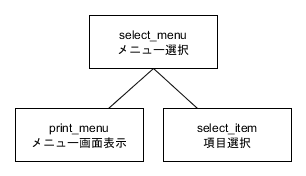 select_menu
メニュー選択
print_menu
メニュー画面表示
select_item
項目選択